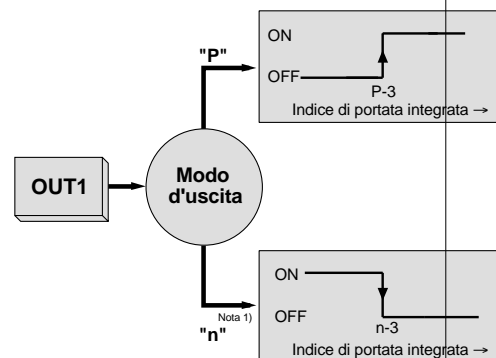 "P"
ON
OFF
P-3
Indice di portata integrata →
OUT1
Modo
d'uscita
Nota 1)
"n"
ON
OFF
n-3
Indice di portata integrata →